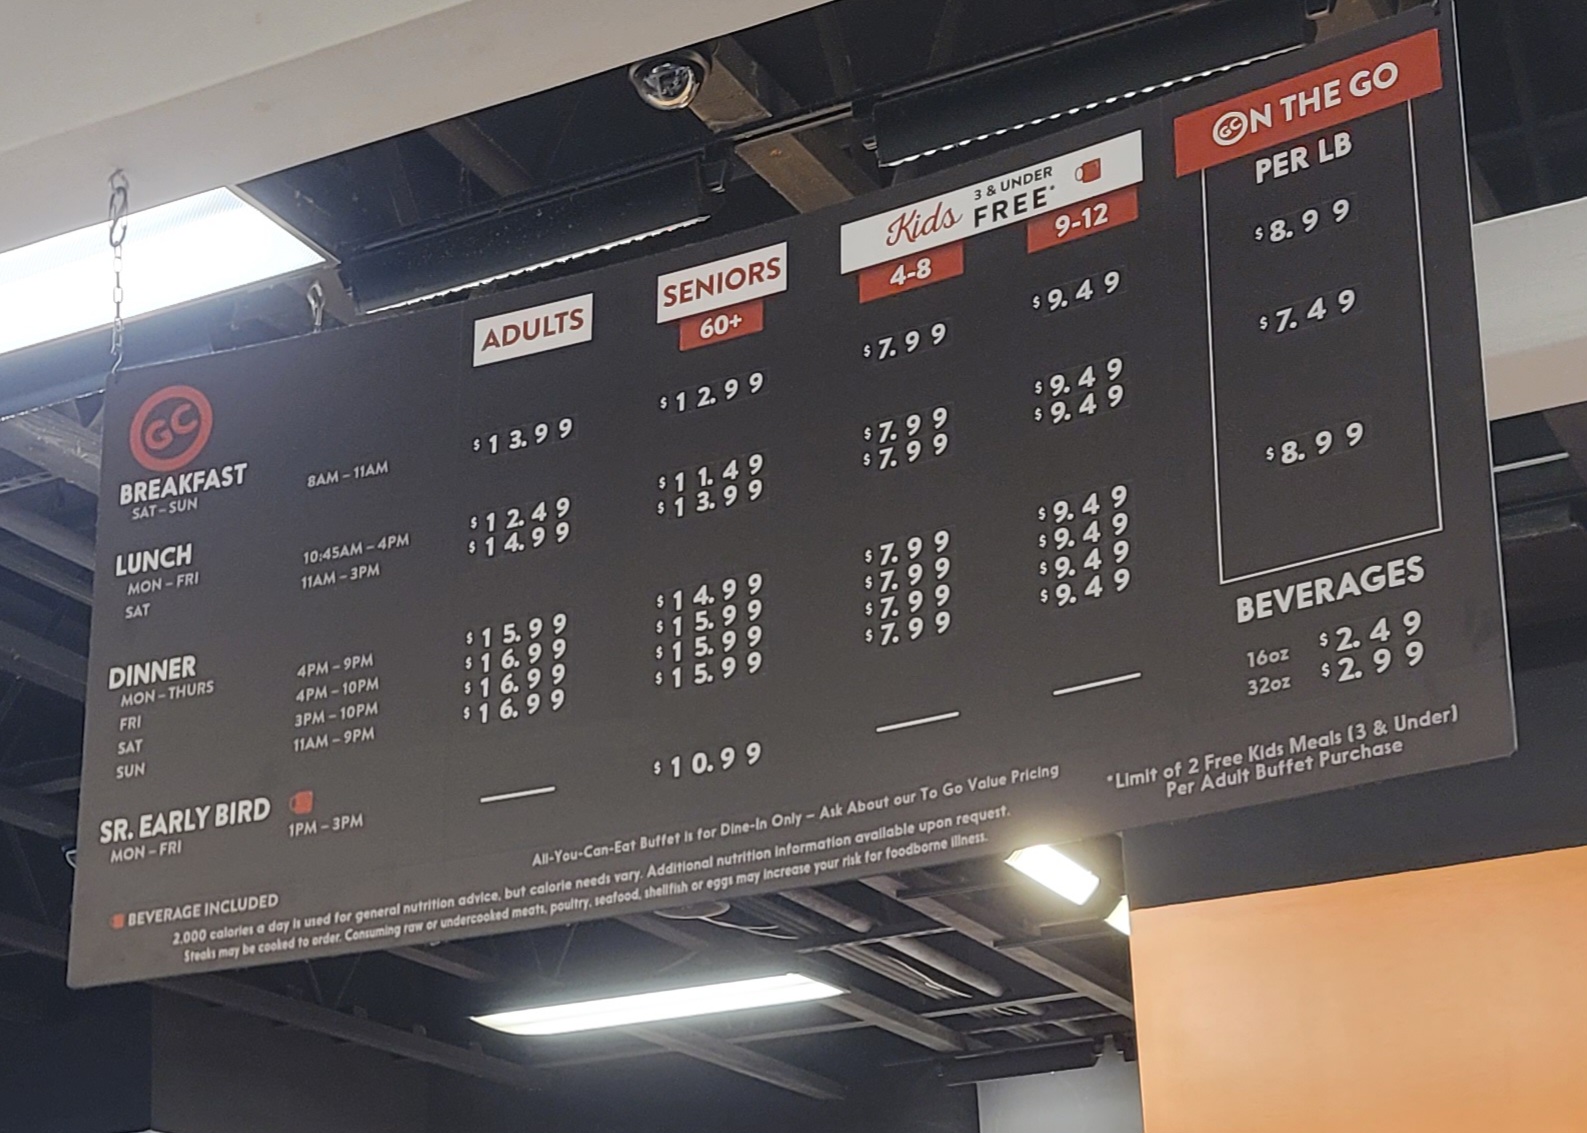 ADULTS
SENIORS
60+
Kids 3 & UNDER FREE*
4-8
9-12
GC ON THE GO
PER LB
GC
BREAKFAST
SAT – SUN 8AM – 11AM $13.99 $12.99 $7.99 $9.49 $8.99
LUNCH
MON – FRI 10:45AM – 4PM $12.49 $11.49 $7.99 $9.49 $7.49
SAT 11AM – 3PM $14.99 $13.99 $7.99 $9.49
DINNER
MON – THURS 4PM – 9PM $15.99 $14.99 $7.99 $9.49 $8.99
FRI 4PM – 10PM $16.99 $15.99 $7.99 $9.49
SAT 3PM – 10PM $16.99 $15.99 $7.99 $9.49
SUN 11AM – 9PM $16.99 $15.99 $7.99 $9.49
SR. EARLY BIRD
MON – FRI 1PM – 3PM $10.99
BEVERAGES
16oz $2.49
32oz $2.99
*Limit of 2 Free Kids Meals (3 & Under)
Per Adult Buffet Purchase
All-You-Can-Eat Buffet is for Dine-In Only – Ask About our To Go Value Pricing
BEVERAGE INCLUDED
2,000 calories a day is used for general nutrition advice, but calorie needs vary. Additional nutrition information available upon request.
Steaks may be cooked to order. Consuming raw or undercooked meats, poultry, seafood, shellfish or eggs may increase your risk for foodborne illness.